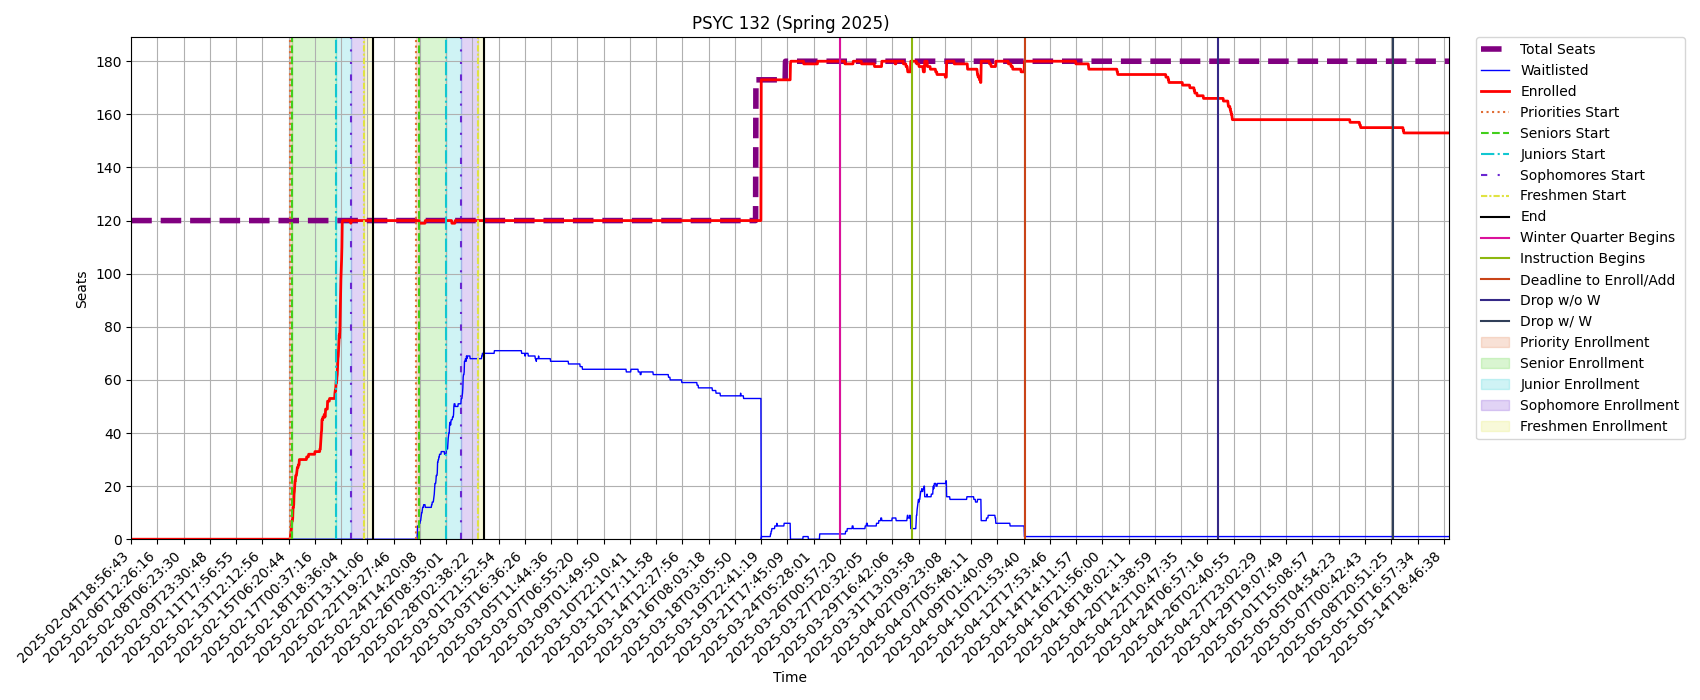 PSYC 132 (Spring 2025)
Seats
180
160
140
120
100
80
60
40
20
0
2025-02-04T18:56:43
2025-02-06T12:26:16
2025-02-08T06:23:30
2025-02-09T23:30:48
2025-02-11T17:56:55
2025-02-13T12:12:56
2025-02-15T06:20:44
2025-02-17T00:37:16
2025-02-18T18:36:04
2025-02-20T13:11:06
2025-02-22T19:27:46
2025-02-24T14:20:08
2025-02-26T08:35:01
2025-02-28T02:38:22
2025-03-01T21:52:54
2025-03-03T16:36:26
2025-03-05T11:44:36
2025-03-07T06:55:20
2025-03-09T01:49:50
2025-03-10T22:10:41
2025-03-12T17:11:58
2025-03-14T12:27:56
2025-03-16T08:03:18
2025-03-18T03:05:50
2025-03-19T22:41:19
2025-03-21T17:45:09
2025-03-24T05:28:01
2025-03-26T00:57:20
2025-03-27T20:32:05
2025-03-29T16:42:06
2025-03-31T13:03:58
2025-04-02T09:23:08
2025-04-07T05:48:11
2025-04-09T01:40:09
2025-04-10T21:53:40
2025-04-12T17:53:46
2025-04-14T14:11:57
2025-04-16T21:56:00
2025-04-18T18:02:11
2025-04-20T14:38:59
2025-04-22T10:47:35
2025-04-24T06:57:16
2025-04-26T02:40:55
2025-04-27T23:02:29
2025-04-29T19:07:49
2025-05-01T15:08:57
2025-05-05T04:54:23
2025-05-07T00:42:43
2025-05-08T20:51:25
2025-05-10T16:57:34
2025-05-14T18:46:38
Time
Total Seats
Waitlisted
Enrolled
Priorities Start
Seniors Start
Juniors Start
Sophomores Start
Freshmen Start
End
Winter Quarter Begins
Instruction Begins
Deadline to Enroll/Add
Drop w/o W
Drop w/ W
Priority Enrollment
Senior Enrollment
Junior Enrollment
Sophomore Enrollment
Freshmen Enrollment